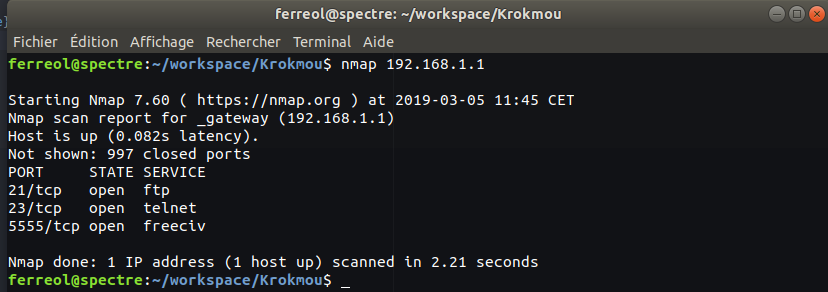 ferreol@spectre: ~/workspace/Krokmou
Fichier Édition Affichage Rechercher Terminal Aide
ferreol@spectre:~/workspace/Krokmou$ nmap 192.168.1.1
Starting Nmap 7.60 ( https://nmap.org ) at 2019-03-05 11:45 CET
Nmap scan report for _gateway (192.168.1.1)
Host is up (0.082s latency).
Not shown: 997 closed ports
PORT     STATE SERVICE
21/tcp   open  ftp
23/tcp   open  telnet
5555/tcp open  freeciv
Nmap done: 1 IP address (1 host up) scanned in 2.21 seconds
ferreol@spectre:~/workspace/Krokmou$ _